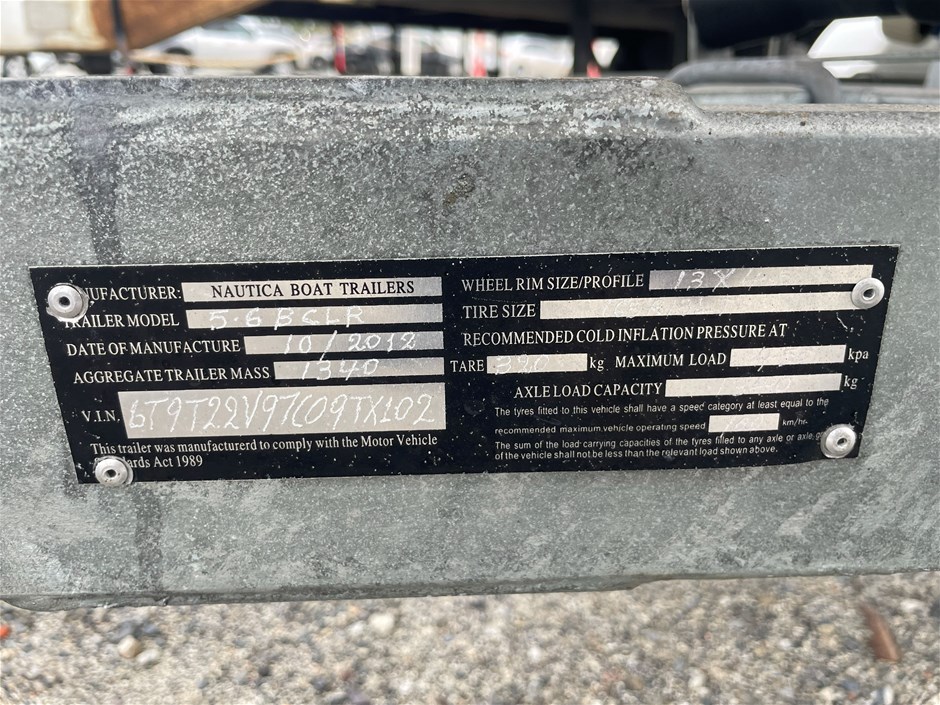 MANUFACTURER: NAUTICA BOAT TRAILERS
TRAILER MODEL 5.6 BCLR
DATE OF MANUFACTURE 10/2012
AGGREGATE TRAILER MASS 1340
V.I.N. 6T9T22V97C09TX102
This trailer was manufacturerd to comply with the Motor Vehicle
Act 1989
WHEEL RIM SIZE/PROFILE 13X
TIRE SIZE
RECOMMENDED COLD INFLATION PRESSURE AT
TARE 320 kg MAXIMUM LOAD kpa
AXLE LOAD CAPACITY kg
The tyres fitted to this vehicle shall have a speed category at least equal to the
recommended maximum vehicle operating speed km/hr.
The sum of the load-carrying capacities of the tyres fitted to any axle or axle
of the vehicle shall not be less than the relevant load shown above.